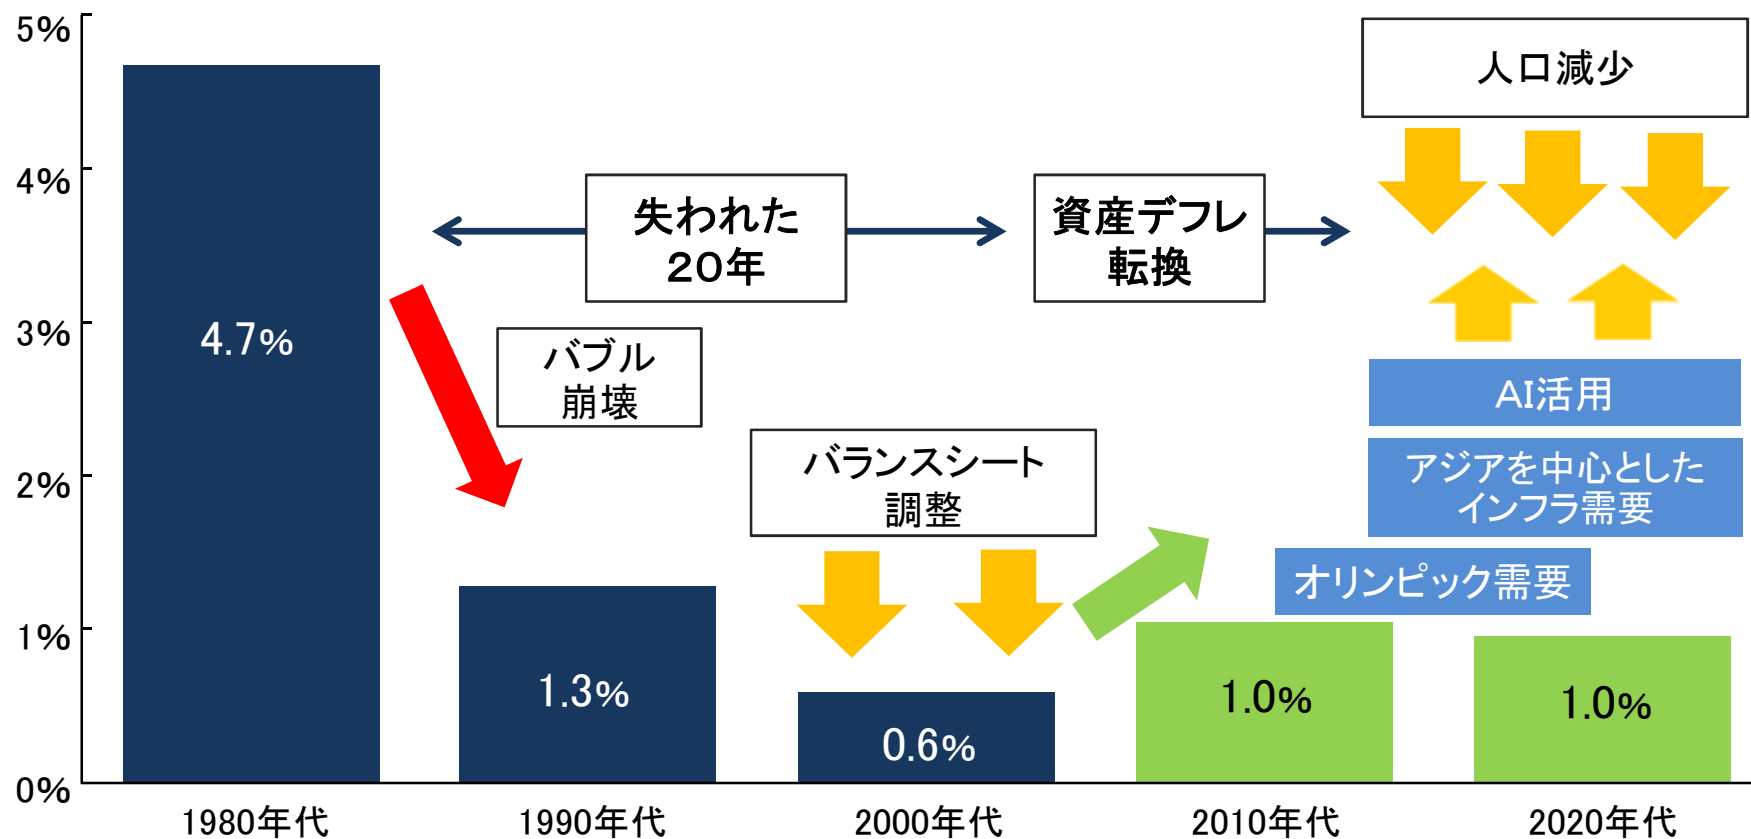 5%
4%
3%
2%
1%
0%
人口減少
失われた
20年
資産デフレ
転換
4.7%
バブル
崩壊
AI活用
バランスシート
調整
アジアを中心とした
インフラ需要
オリンピック需要
1.3%
0.6%
1.0%
1.0%
1980年代
1990年代
2000年代
2010年代
2020年代